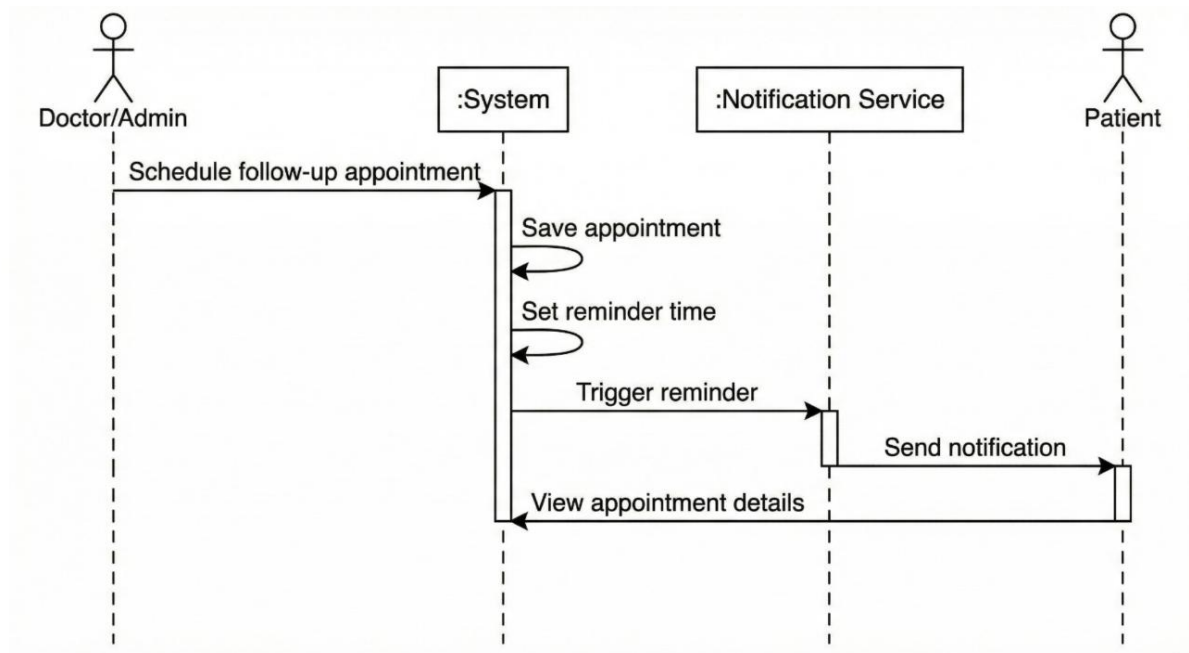 Doctor/Admin
:System
:Notification Service
Patient
Schedule follow-up appointment
Save appointment
Set reminder time
Trigger reminder
Send notification
View appointment details